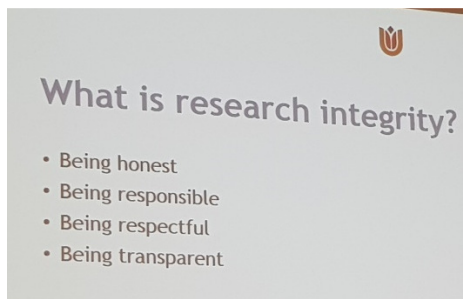 What is research integrity?
• Being honest
• Being responsible
• Being respectful
• Being transparent